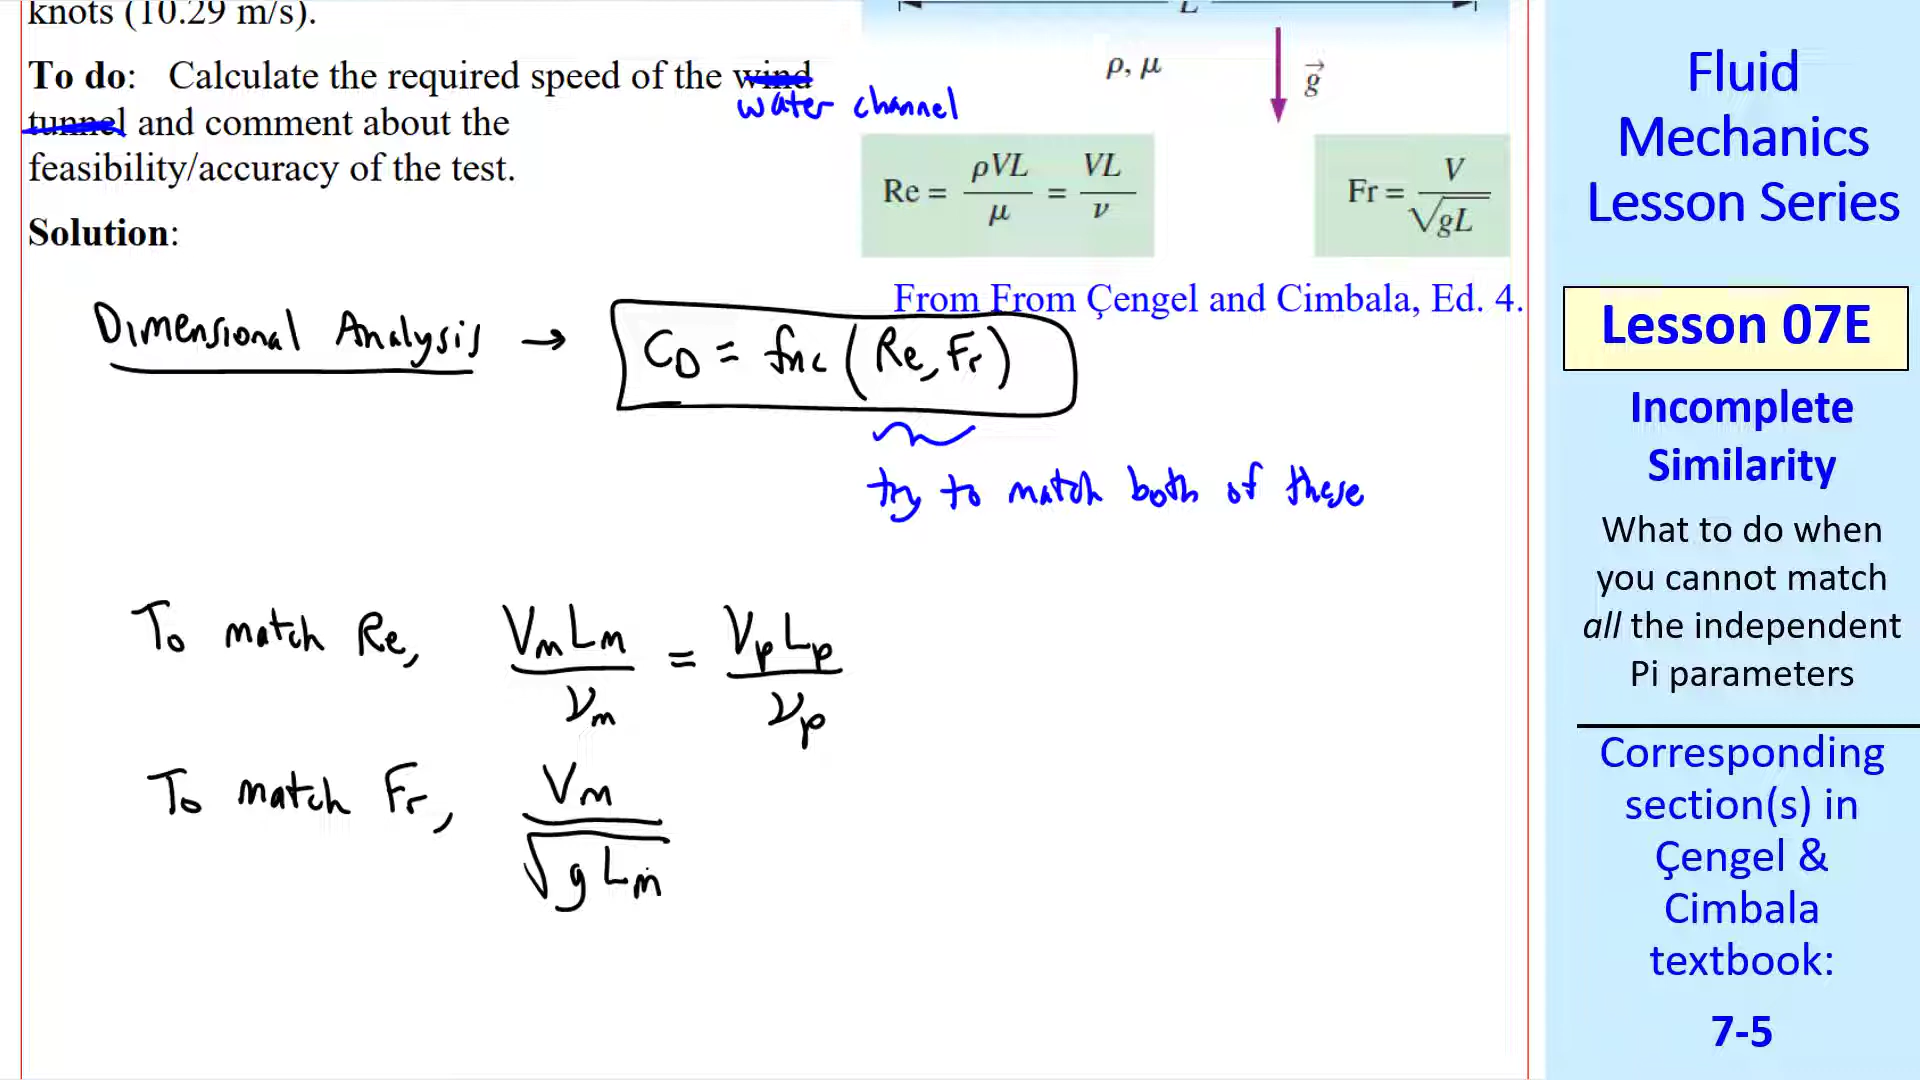 knots (10.29 m/s).
To do: Calculate the required speed of the wind
water channel
tunnel and comment about the
feasibility/accuracy of the test.
Solution:
L
ρ, μ
g⃗
Re = ρVL/μ = VL/ν
Fr = V/√gL
From From Çengel and Cimbala, Ed. 4.
Dimensional Analysis → C_D = fnc (Re, Fr)
try to match both of these
To match Re, V_m L_m/ν_m = V_p L_p/ν_p
To match Fr, V_m/√g L_m
Fluid
Mechanics
Lesson Series
Lesson 07E
Incomplete
Similarity
What to do when
you cannot match
all the independent
Pi parameters
Corresponding
section(s) in
Çengel &
Cimbala
textbook:
7-5